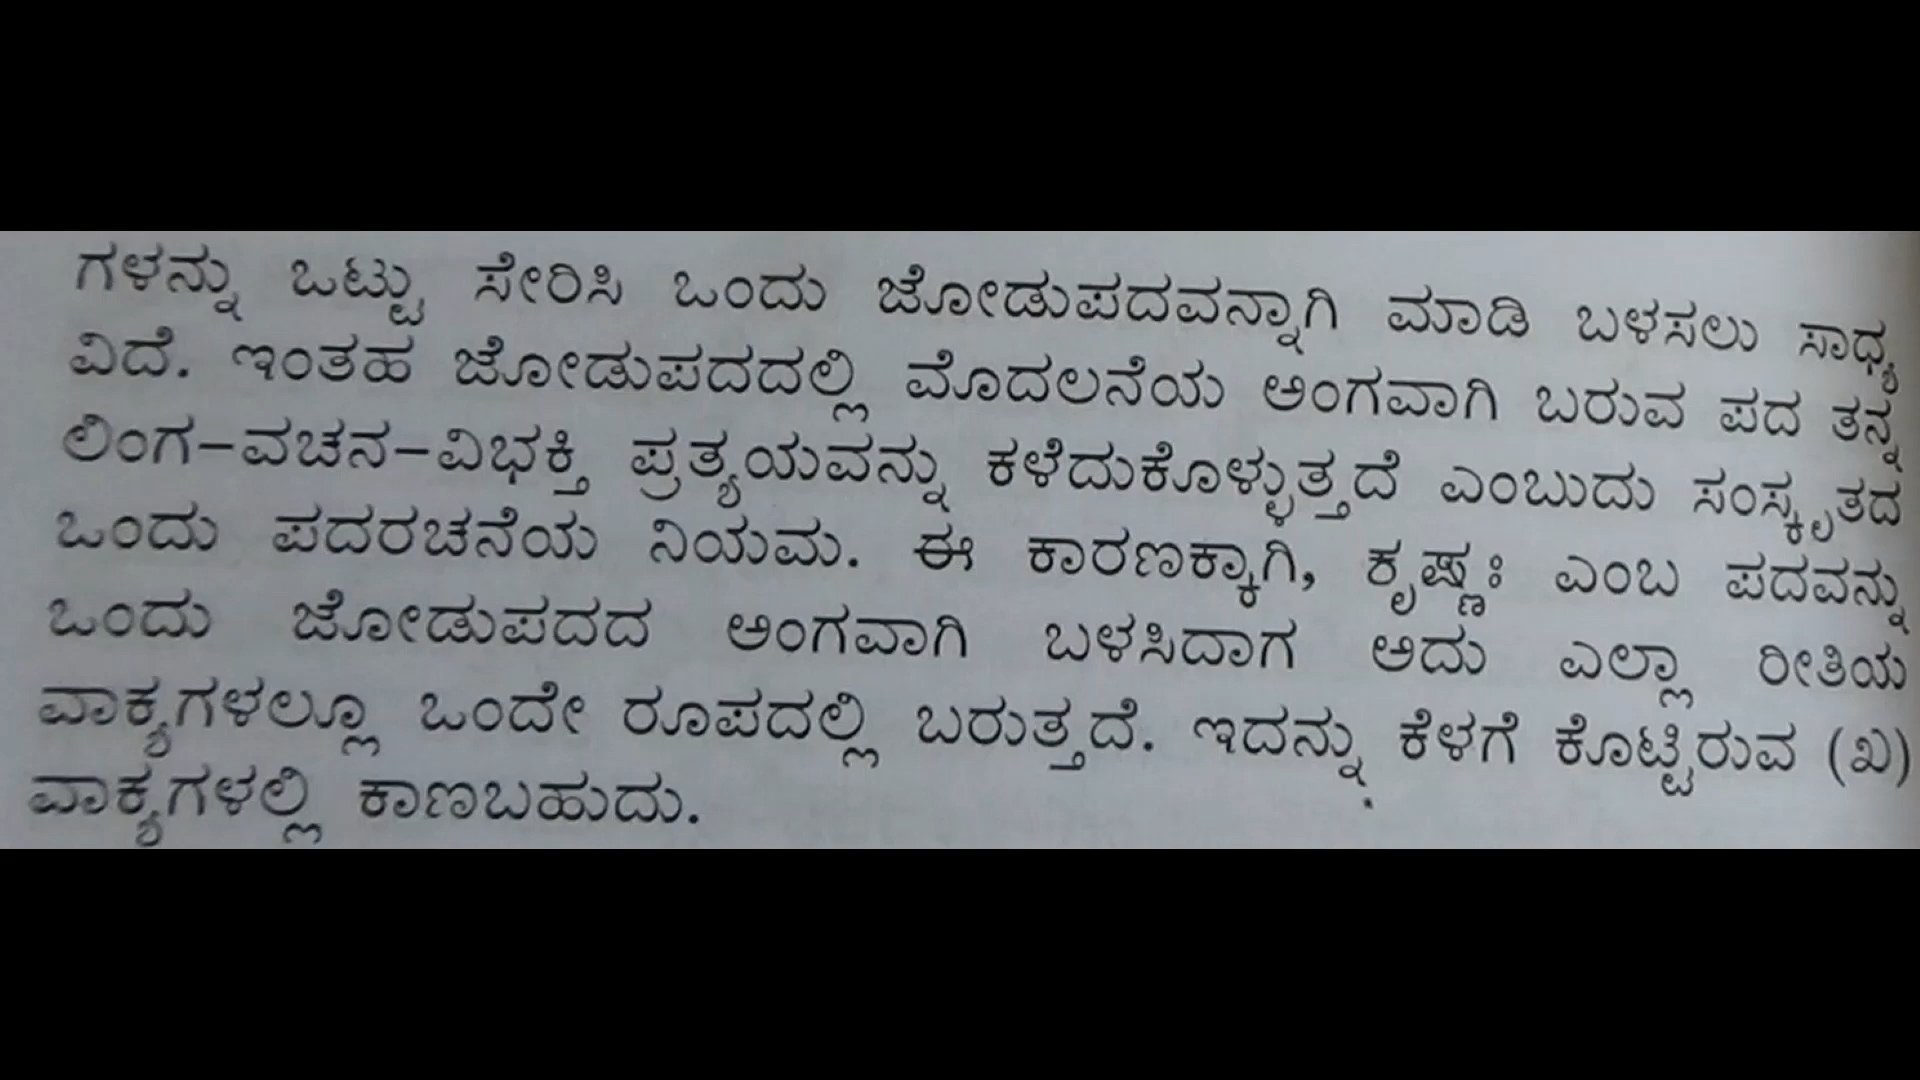 ಗಳನ್ನು ಒಟ್ಟು ಸೇರಿಸಿ ಒಂದು ಜೋಡುಪದವನ್ನಾಗಿ ಮಾಡಿ ಬಳಸಲು ಸಾಧ್ಯ
ವಿದೆ. ಇಂತಹ ಜೋಡುಪದದಲ್ಲಿ ಮೊದಲನೆಯ ಅಂಗವಾಗಿ ಬರುವ ಪದ ತನ್ನ
ಲಿಂಗ-ವಚನ-ವಿಭಕ್ತಿ ಪ್ರತ್ಯಯವನ್ನು ಕಳೆದುಕೊಳ್ಳುತ್ತದೆ ಎಂಬುದು ಸಂಸ್ಕೃತದ
ಒಂದು ಪದರಚನೆಯ ನಿಯಮ. ಈ ಕಾರಣಕ್ಕಾಗಿ, ಕೃಷ್ಣಃ ಎಂಬ ಪದವನ್ನು
ಒಂದು ಜೋಡುಪದದ ಅಂಗವಾಗಿ ಬಳಸಿದಾಗ ಅದು ಎಲ್ಲಾ ರೀತಿಯ
ವಾಕ್ಯಗಳಲ್ಲೂ ಒಂದೇ ರೂಪದಲ್ಲಿ ಬರುತ್ತದೆ. ಇದನ್ನು ಕೆಳಗೆ ಕೊಟ್ಟಿರುವ (ಖ)
ವಾಕ್ಯಗಳಲ್ಲಿ ಕಾಣಬಹುದು.